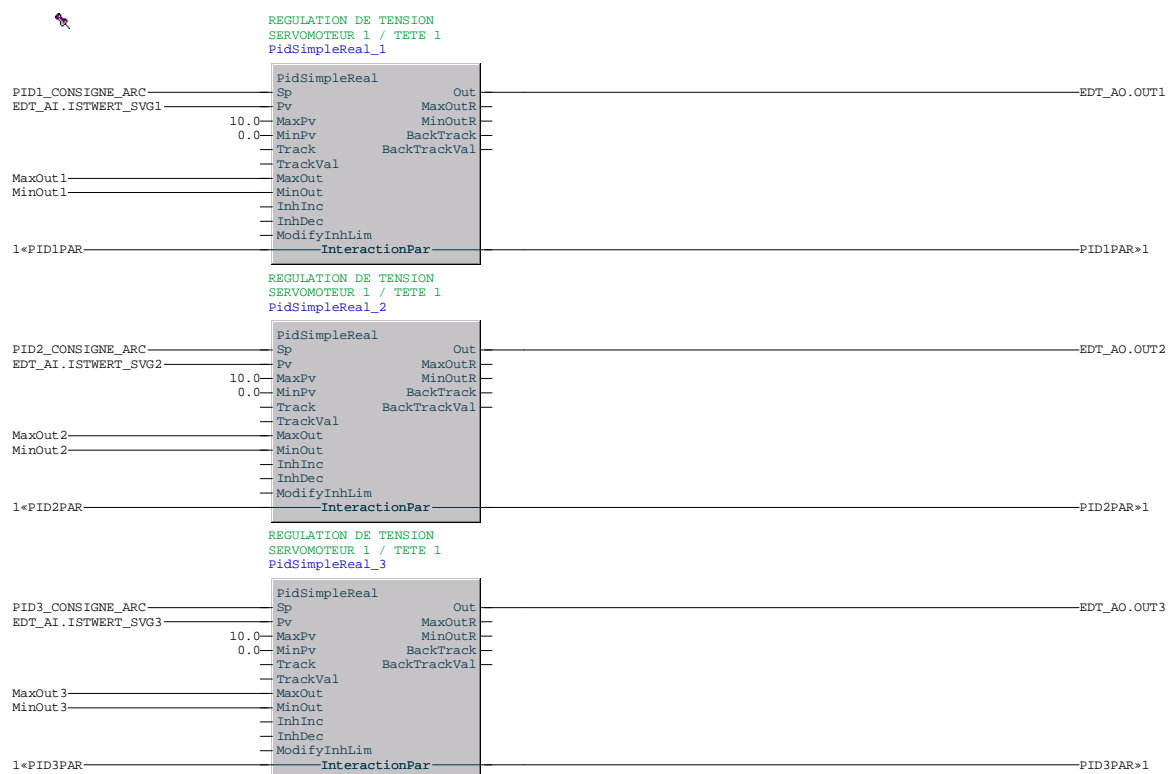 REGULATION DE TENSION
SERVOMOTEUR 1 / TETE 1
PidSimpleReal_1
PidSimpleReal
PID1_CONSIGNE_ARC Sp Out EDT_AO.OUT1
EDT_AI.ISTWERT_SVG1 Pv MaxOutR
10.0 MaxPv MinOutR
0.0 MinPv BackTrack
Track BackTrackVal
TrackVal
MaxOut1 MaxOut
MinOut1 MinOut
InhInc
InhDec
ModifyInhLim
1«PID1PAR InteractionPar PID1PAR»1
REGULATION DE TENSION
SERVOMOTEUR 1 / TETE 1
PidSimpleReal_2
PidSimpleReal
PID2_CONSIGNE_ARC Sp Out EDT_AO.OUT2
EDT_AI.ISTWERT_SVG2 Pv MaxOutR
10.0 MaxPv MinOutR
0.0 MinPv BackTrack
Track BackTrackVal
TrackVal
MaxOut2 MaxOut
MinOut2 MinOut
InhInc
InhDec
ModifyInhLim
1«PID2PAR InteractionPar PID2PAR»1
REGULATION DE TENSION
SERVOMOTEUR 1 / TETE 1
PidSimpleReal_3
PidSimpleReal
PID3_CONSIGNE_ARC Sp Out EDT_AO.OUT3
EDT_AI.ISTWERT_SVG3 Pv MaxOutR
10.0 MaxPv MinOutR
0.0 MinPv BackTrack
Track BackTrackVal
TrackVal
MaxOut3 MaxOut
MinOut3 MinOut
InhInc
InhDec
ModifyInhLim
1«PID3PAR InteractionPar PID3PAR»1